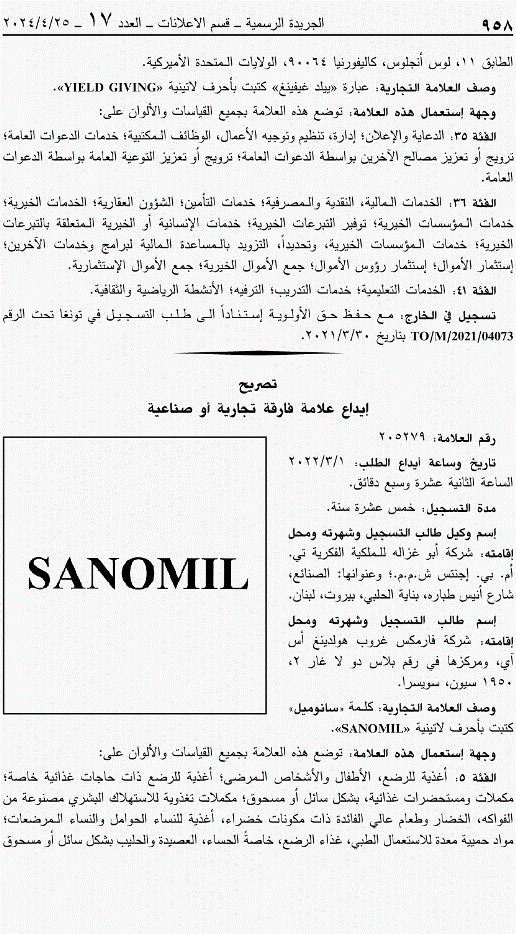 ٩٥٨ الجريدة الرسمية ـ قسم الاعلانات ـ العدد ١٧ ـ ٢٠٢٤/٤/٢٥
الطابق ١١، لوس أنجلوس، كاليفورنيا ٩٠٠٦٤، الولايات المتحدة الأميركية.
وصف العلامة التجارية: عبارة «ييلد غيفينغ» كتبت بأحرف لاتينية «YIELD GIVING».
وجهة إستعمال هذه العلامة: توضع هذه العلامة بجميع القياسات والألوان على:
الفئة ٣٥: الدعاية والإعلان؛ إدارة، تنظيم وتوجيه الأعمال، الوظائف المكتبية؛ خدمات الدعوات العامة؛
ترويج أو تعزيز مصالح الآخرين بواسطة الدعوات العامة؛ ترويج أو تعزيز التوعية العامة بواسطة الدعوات
العامة.
الفئة ٣٦: الخدمات المالية، النقدية والمصرفية؛ خدمات التأمين؛ الشؤون العقارية؛ الخدمات الخيرية؛
خدمات المؤسسات الخيرية؛ توفير التبرعات الخيرية؛ خدمات الإنسانية أو الخيرية المتعلقة بالتبرعات
الخيرية؛ خدمات المؤسسات الخيرية، وتحديداً، التزويد بالمساعدة المالية لبرامج وخدمات الآخرين؛
إستثمار الأموال؛ إستثمار رؤوس الأموال؛ جمع الأموال الخيرية؛ جمع الأموال الإستثمارية.
الفئة ٤١: الخدمات التعليمية؛ خدمات التدريب؛ الترفيه؛ الأنشطة الرياضية والثقافية.
تسجيل في الخارج: مع حفظ حق الأولوية إستناداً الى طلب التسجيل في تونغا تحت الرقم
TO/M/2021/04073 بتاريخ ٢٠٢١/٣/٣٠.
تصريح
إيداع علامة فارقة تجارية أو صناعية
رقم العلامة: ٢٠٥٢٧٩
تاريخ وساعة أيداع الطلب: ٢٠٢٢/٣/١
الساعة الثانية عشرة وسبع دقائق.
مدة التسجيل: خمس عشرة سنة.
إسم وكيل طالب التسجيل وشهرته ومحل
إقامته: شركة أبو غزاله للملكية الفكرية تي.
أم. بي. إجنتس ش.م.م.؛ وعنوانها: الصنائع،
شارع أنيس طباره، بناية الحلبي، بيروت، لبنان.
إسم طالب التسجيل وشهرته ومحل
إقامته: شركة فارمكس غروب هولدينغ أس
آي، ومركزها في رقم بلاس دو لا غار ٢،
١٩٥٠ سيون، سويسرا.
وصف العلامة التجارية: كلمة «سانوميل»
كتبت بأحرف لاتينية «SANOMIL».
SANOMIL
وجهة إستعمال هذه العلامة: توضع هذه العلامة بجميع القياسات والألوان على:
الفئة ٥: أغذية للرضع، الأطفال والأشخاص المرضى؛ أغذية للرضع ذات حاجات غذائية خاصة؛
مكملات ومستحضرات غذائية، بشكل سائل أو مسحوق؛ مكملات تغذوية للاستهلاك البشري مصنوعة من
الفواكه، الخضار وطعام عالي الفائدة ذات مكونات خضراء، أغذية للنساء الحوامل والنساء المرضعات؛
مواد حميية معدة للاستعمال الطبي، غذاء الرضع، خاصةً الحساء، العصيدة والحليب بشكل سائل أو مسحوق